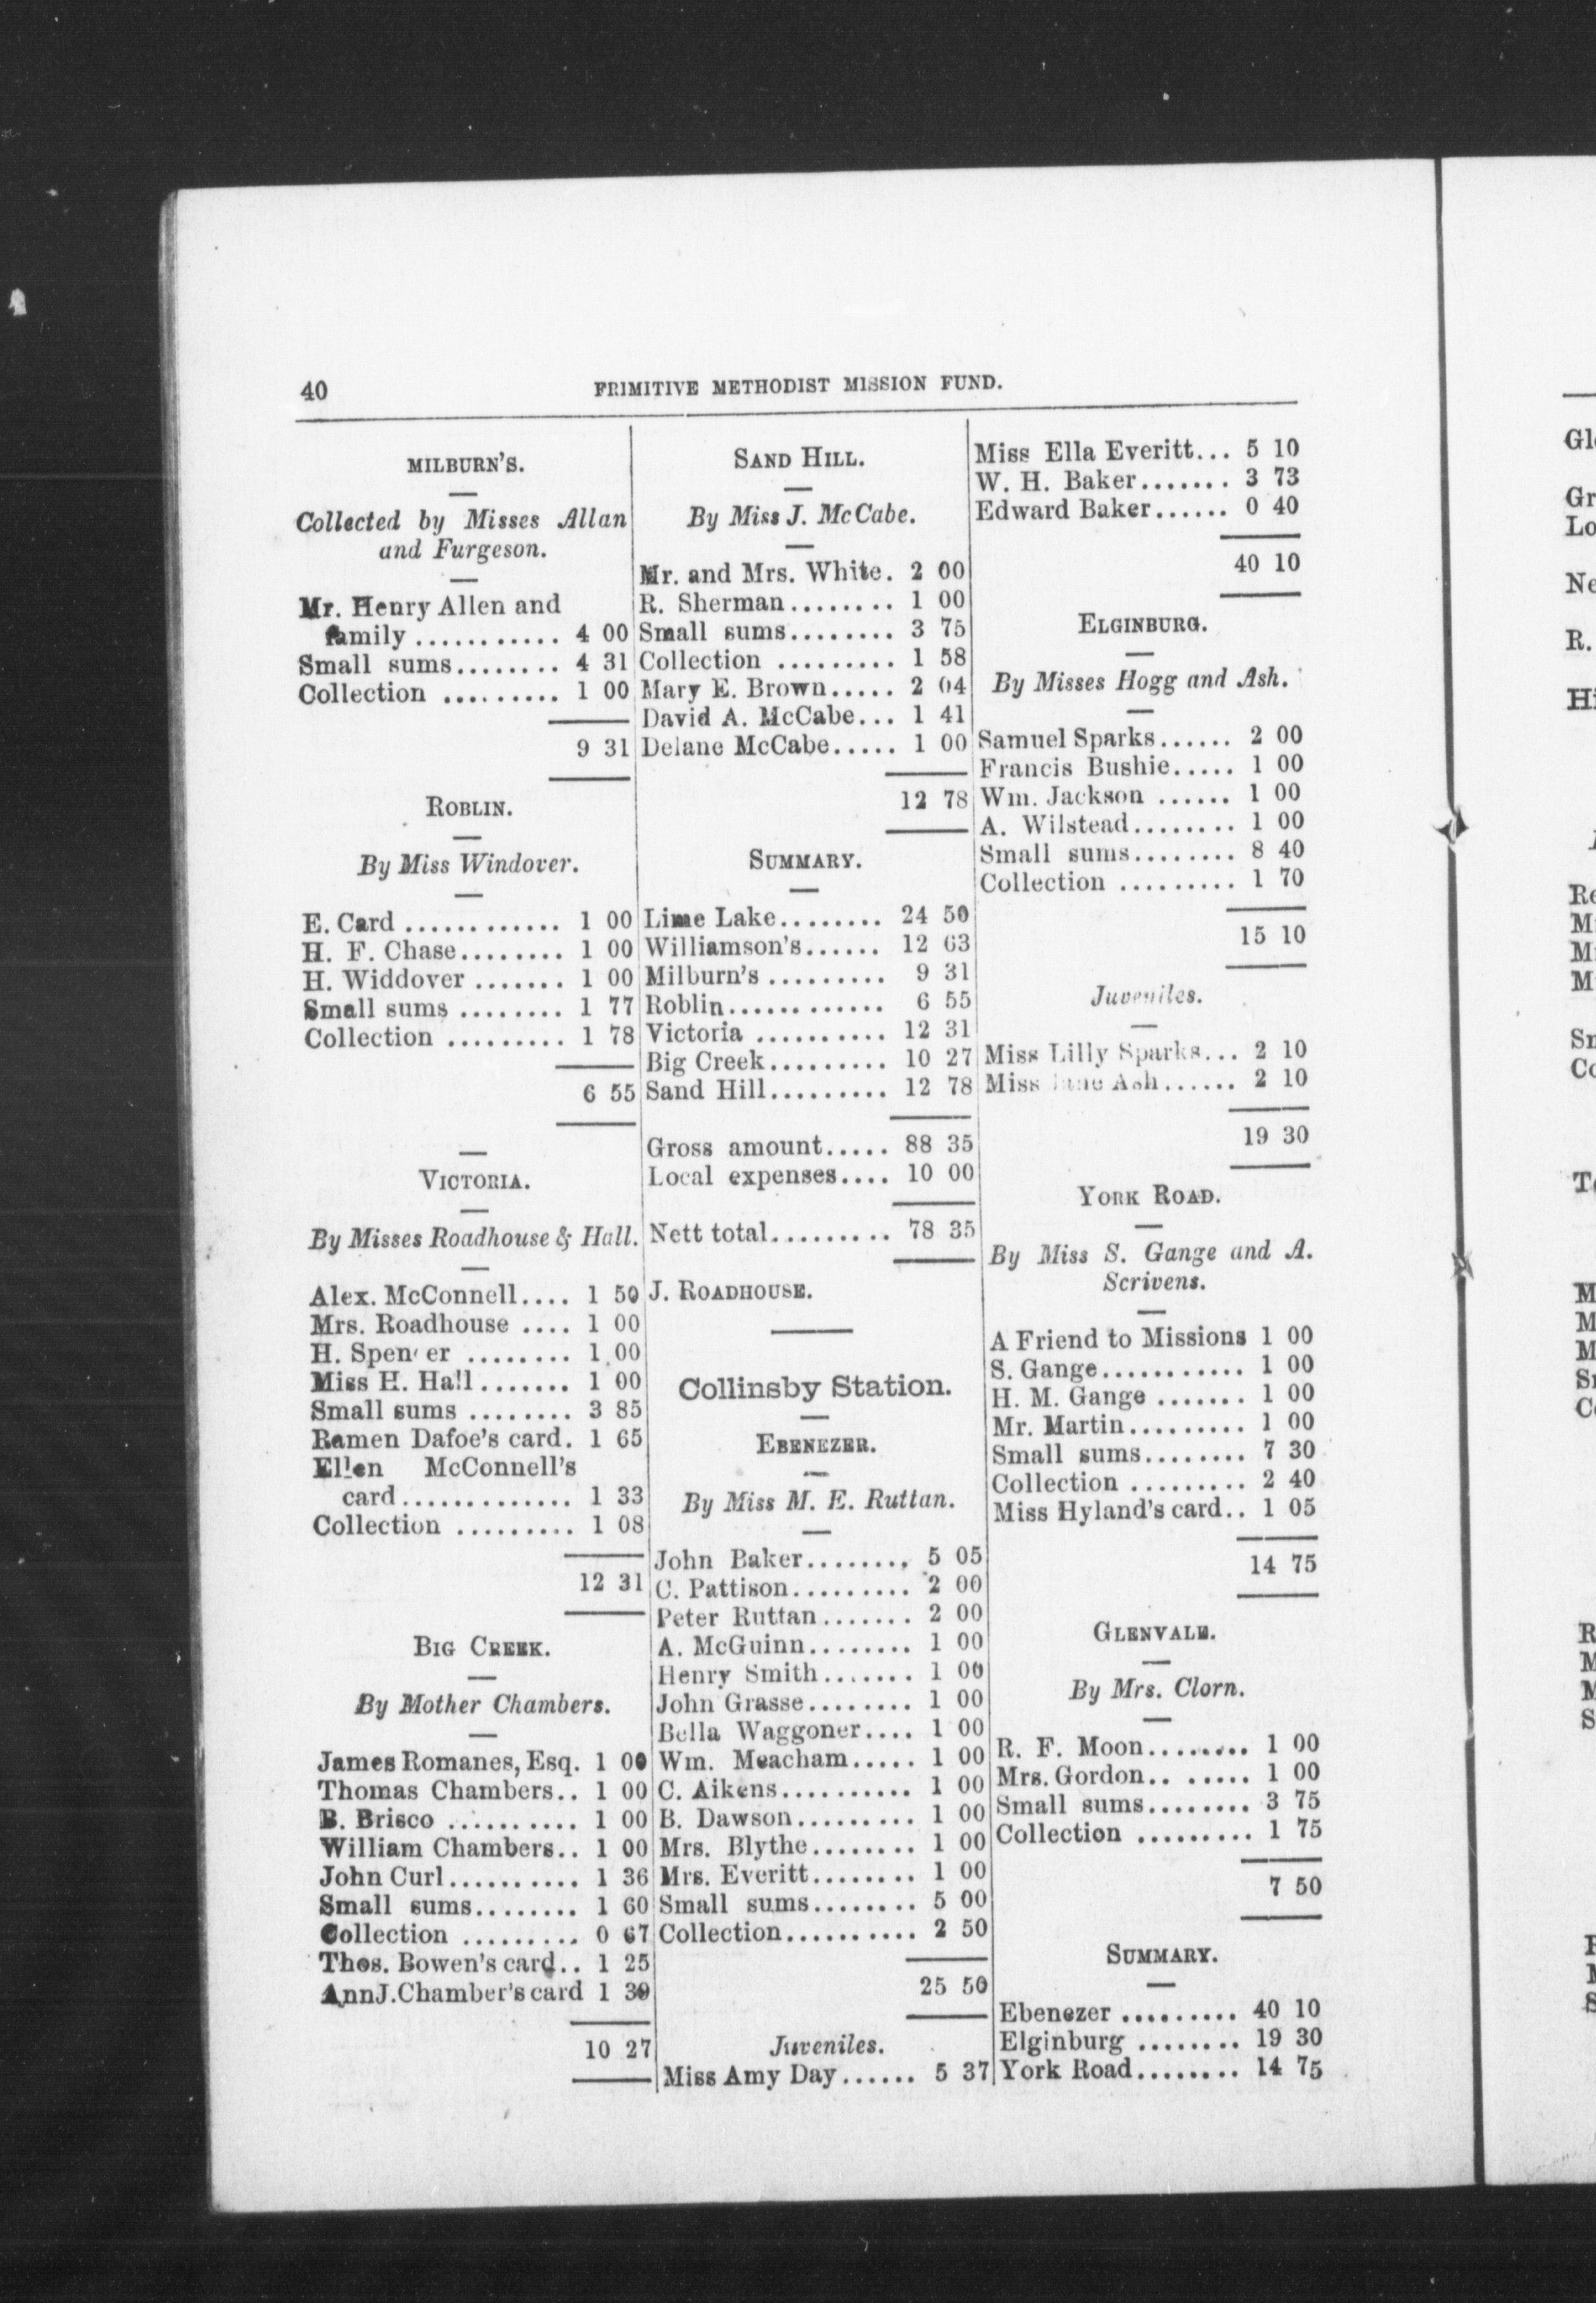 40
PRIMITIVE METHODIST MISSION FUND.
MILBURN'S.
Collected by Misses Allan
and Furgeson.
Mr. Henry Allen and
family ........... 4 00
Small sums........ 4 31
Collection ......... 1 00
9 31
ROBLIN.
By Miss Windover.
E. Card ............ 1 00
H. F. Chase........ 1 00
H. Widdover ....... 1 00
Small sums ........ 1 77
Collection ......... 1 78
6 55
VICTORIA.
By Misses Roadhouse & Hall.
Alex. McConnell.... 1 50
Mrs. Roadhouse .... 1 00
H. Spencer ........ 1 00
Miss H. Hall....... 1 00
Small sums ........ 3 85
Ramen Dafoe's card. 1 65
Ellen McConnell's
card............. 1 33
Collection ......... 1 08
12 31
BIG CREEK.
By Mother Chambers.
James Romanes, Esq. 1 00
Thomas Chambers.. 1 00
B. Brisco .......... 1 00
William Chambers.. 1 00
John Curl.......... 1 36
Small sums........ 1 60
Collection ......... 0 67
Thos. Bowen's card.. 1 25
Ann J. Chamber's card 1 39
10 27
SAND HILL.
By Miss J. McCabe.
Mr. and Mrs. White. 2 00
R. Sherman........ 1 00
Small sums........ 3 75
Collection ......... 1 58
Mary E. Brown..... 2 04
David A. McCabe... 1 41
Delane McCabe..... 1 00
12 78
SUMMARY.
Lime Lake........ 24 50
Williamson's...... 12 63
Milburn's ......... 9 31
Roblin............ 6 55
Victoria .......... 12 31
Big Creek......... 10 27
Sand Hill......... 12 78
Gross amount..... 88 35
Local expenses.... 10 00
Nett total......... 78 35
J. ROADHOUSE.
Collinsby Station.
EBENEZER.
By Miss M. E. Ruttan.
John Baker........ 5 05
C. Pattison......... 2 00
Peter Ruttan....... 2 00
A. McGuinn........ 1 00
Henry Smith....... 1 00
John Grasse........ 1 00
Bella Waggoner.... 1 00
Wm. Meacham..... 1 00
C. Aikens.......... 1 00
B. Dawson......... 1 00
Mrs. Blythe........ 1 00
Mrs. Everitt........ 1 00
Small sums........ 5 00
Collection.......... 2 50
25 50
Juveniles.
Miss Amy Day...... 5 37
Miss Ella Everitt... 5 10
W. H. Baker....... 3 73
Edward Baker...... 0 40
40 10
ELGINBURG.
By Misses Hogg and Ash.
Samuel Sparks...... 2 00
Francis Bushie..... 1 00
Wm. Jackson ...... 1 00
A. Wilstead........ 1 00
Small sums........ 8 40
Collection ......... 1 70
15 10
Juveniles.
Miss Lilly Sparks... 2 10
Miss Jane Ash...... 2 10
19 30
YORK ROAD.
By Miss S. Gange and A.
Scrivens.
A Friend to Missions 1 00
S. Gange........... 1 00
H. M. Gange ....... 1 00
Mr. Martin......... 1 00
Small sums........ 7 30
Collection ......... 2 40
Miss Hyland's card.. 1 05
14 75
GLENVALE.
By Mrs. Clorn.
R. F. Moon........ 1 00
Mrs. Gordon.. ..... 1 00
Small sums........ 3 75
Collection ......... 1 75
7 50
SUMMARY.
Ebenezer ......... 40 10
Elginburg ........ 19 30
York Road........ 14 75